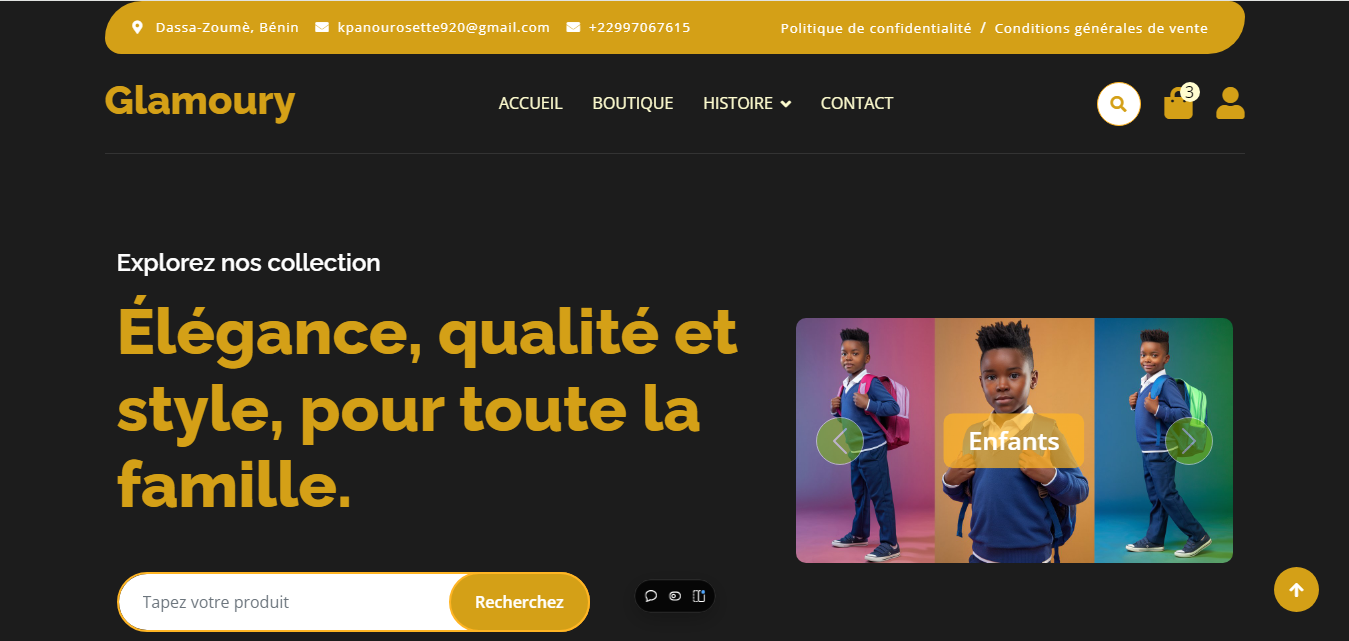 Dassa-Zoumè, Bénin kpanourosette920@gmail.com +22997067615 Politique de confidentialité / Conditions générales de vente
Glamoury ACCUEIL BOUTIQUE HISTOIRE CONTACT 3
Explorez nos collection
Élégance, qualité et
style, pour toute la
famille.
Enfants
Tapez votre produit Recherchez